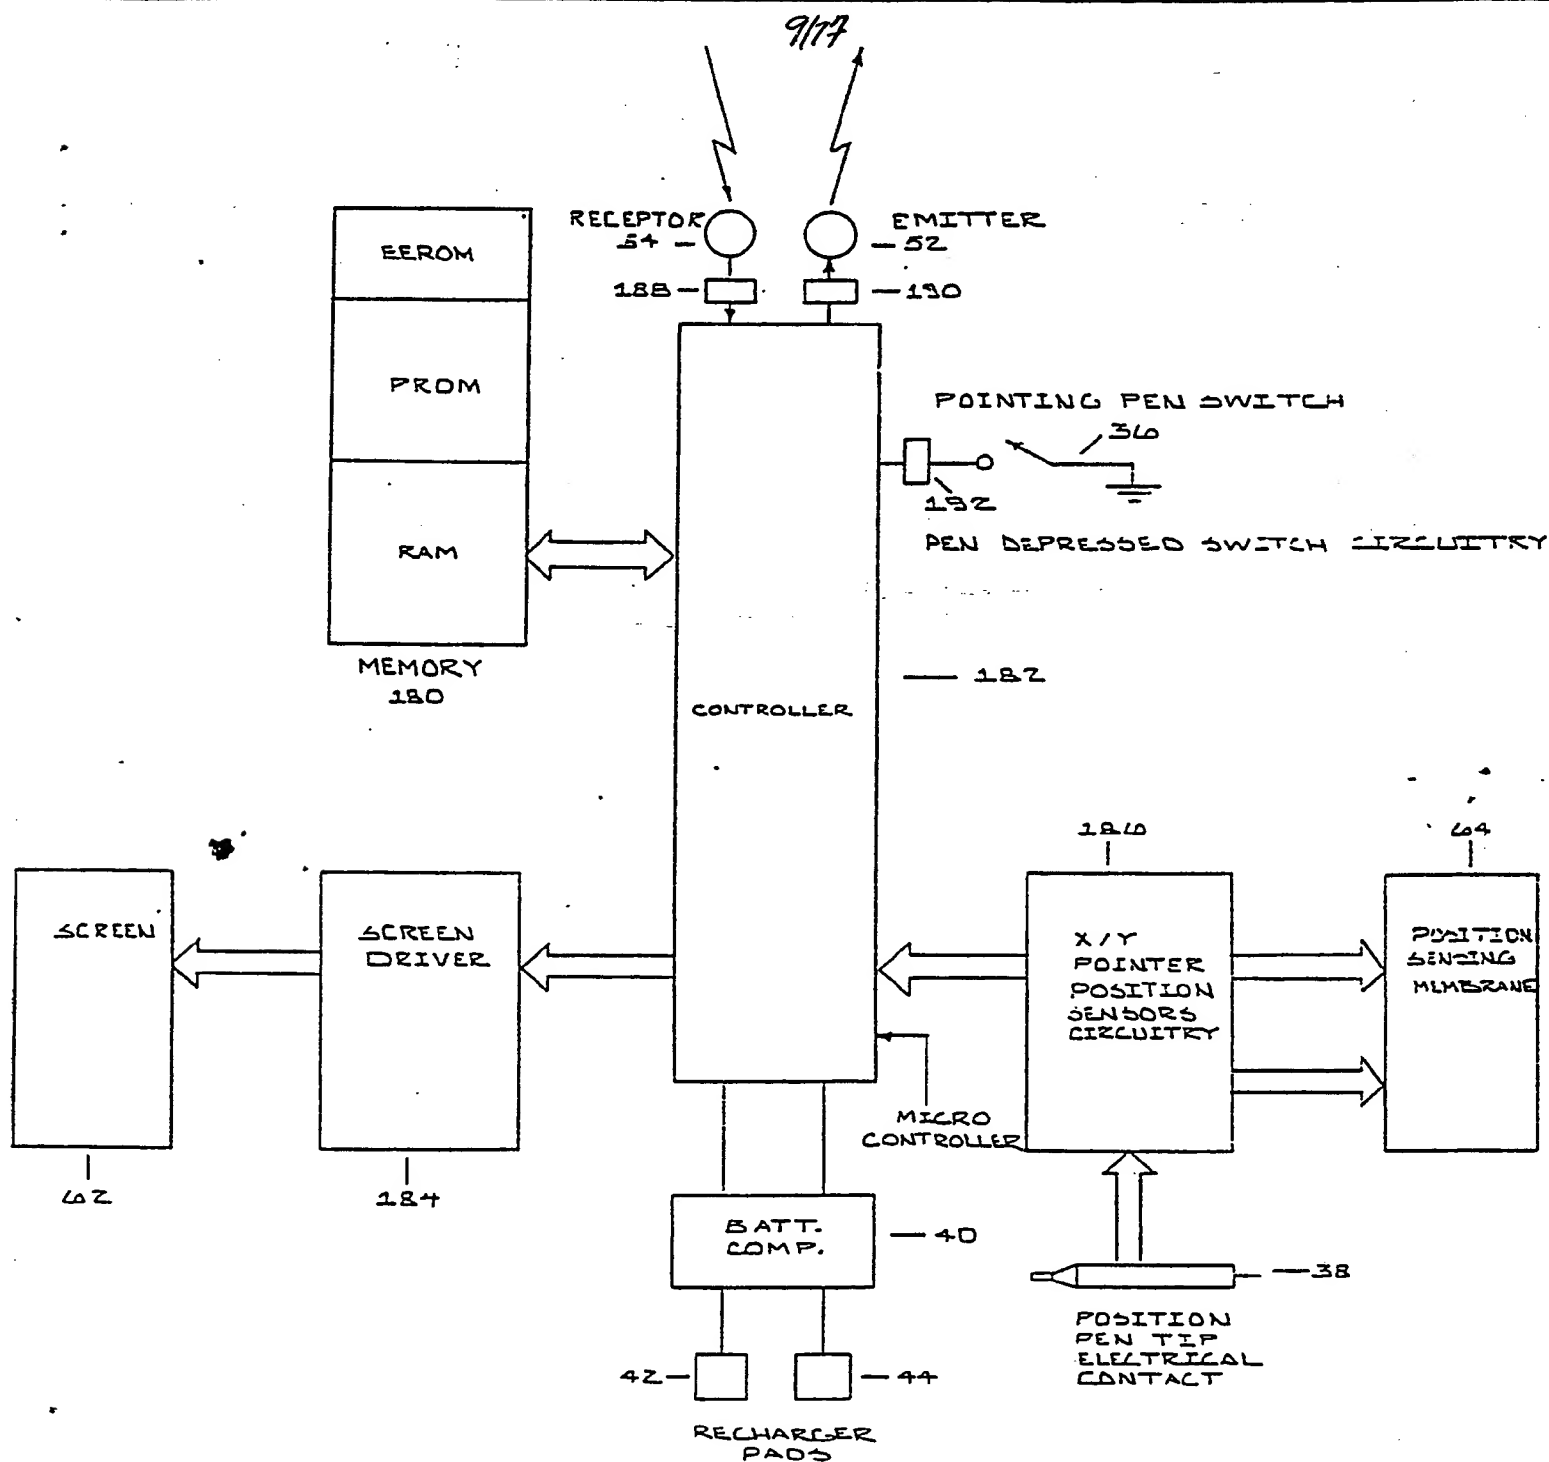 9/17
RECEPTOR
54
EMITTER
52
188
190
EEROM
PROM
RAM
MEMORY
180
POINTING PEN SWITCH
36
192
PEN DEPRESSED SWITCH CIRCUITRY
182
CONTROLLER
186
64
SCREEN
SCREEN
DRIVER
X/Y
POINTER
POSITION
SENSORS
CIRCUITRY
POSITION
SENSING
MEMBRANE
MICRO
CONTROLLER
62
184
BATT.
COMP.
40
38
POSITION
PEN TIP
ELECTRICAL
CONTACT
42
44
RECHARGER
PADS